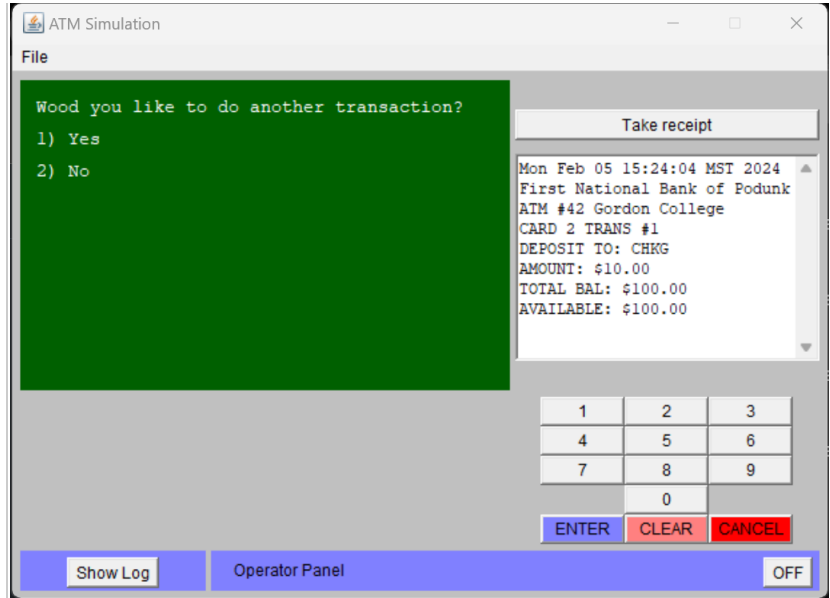 ATM Simulation
File
Wood you like to do another transaction?
1) Yes
2) No
Take receipt
Mon Feb 05 15:24:04 MST 2024
First National Bank of Podunk
ATM #42 Gordon College
CARD 2 TRANS #1
DEPOSIT TO: CHKG
AMOUNT: $10.00
TOTAL BAL: $100.00
AVAILABLE: $100.00
1 2 3
4 5 6
7 8 9
0
ENTER CLEAR CANCEL
Show Log Operator Panel OFF